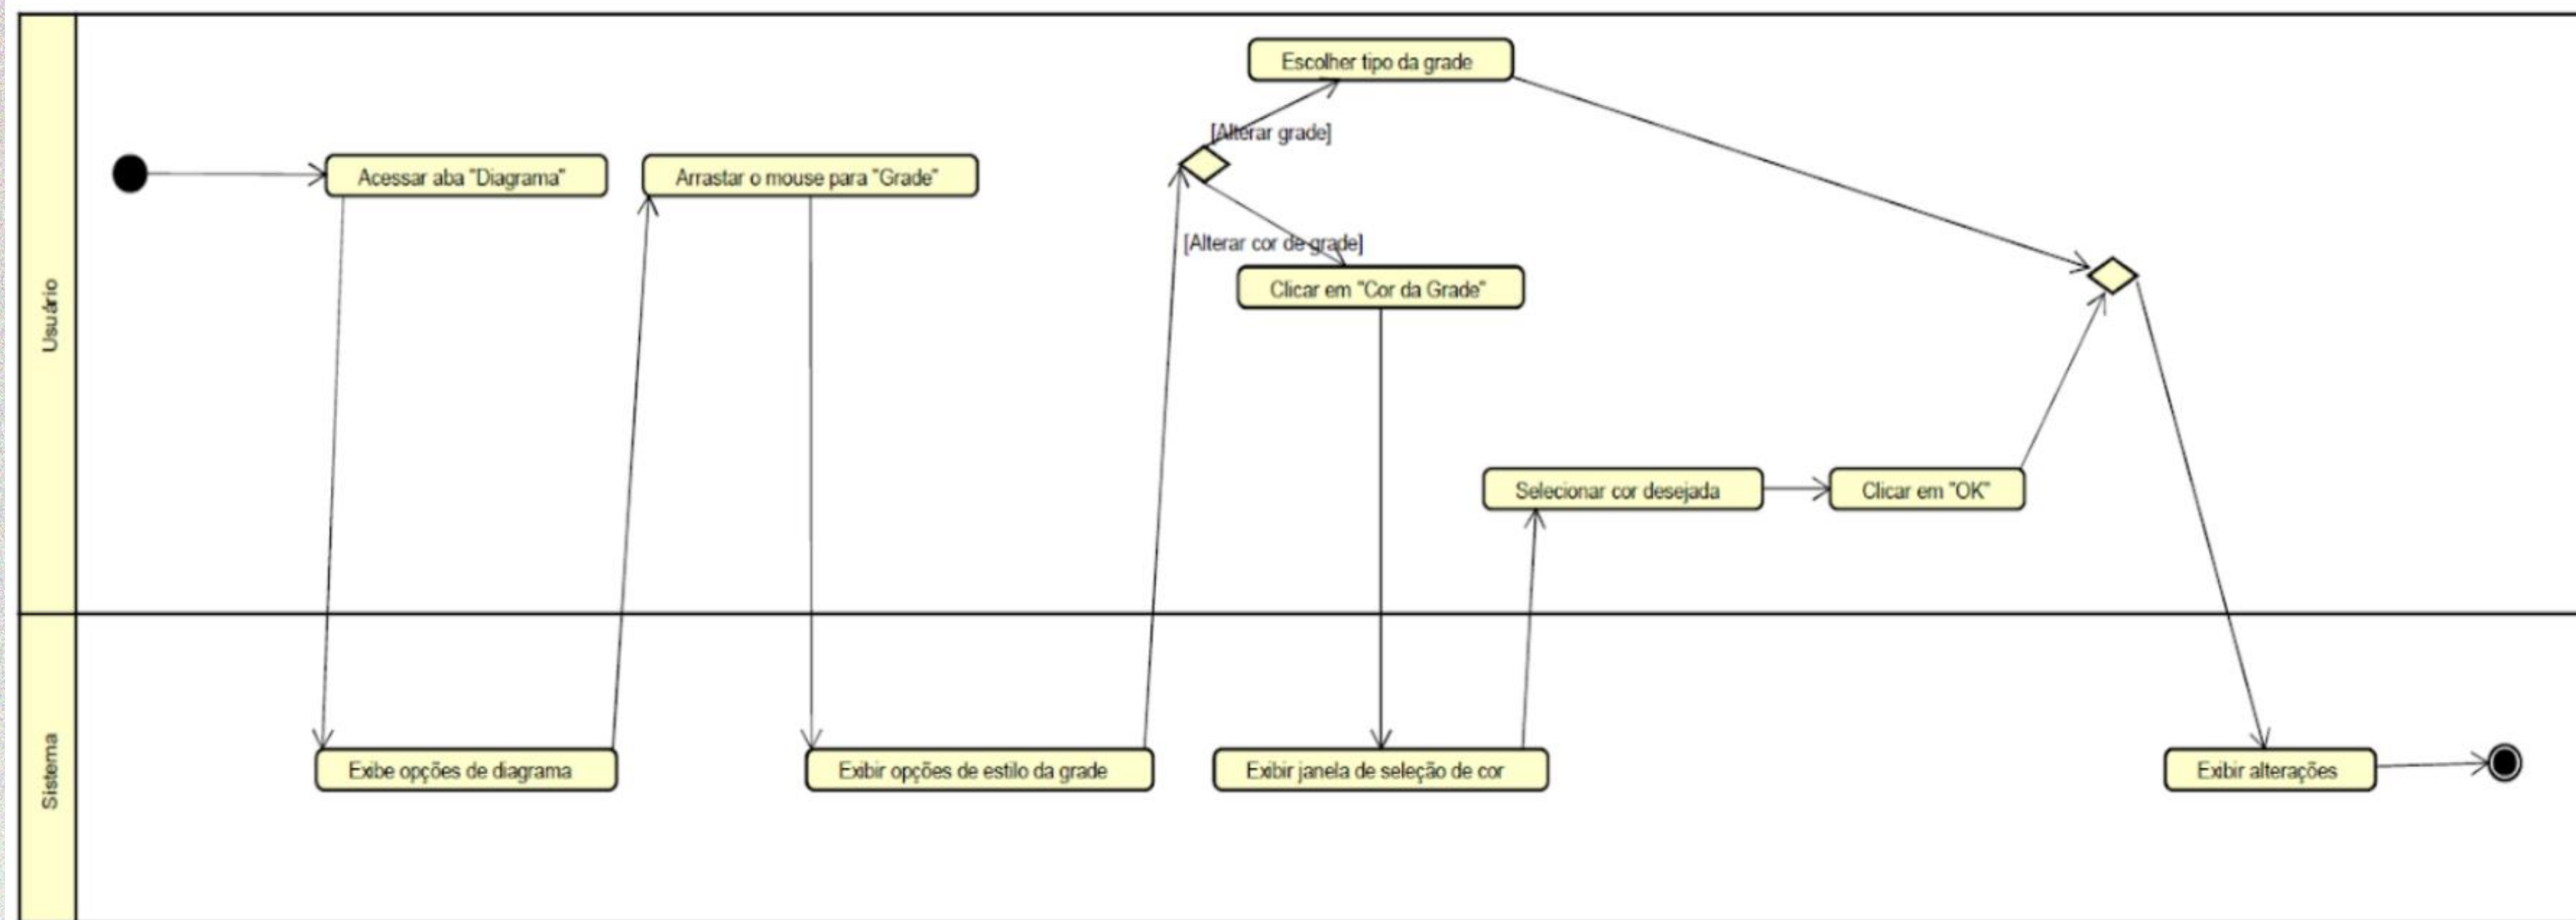 Usuário
Escolher tipo da grade
[Alterar grade]
Acessar aba "Diagrama"
Arrastar o mouse para "Grade"
[Alterar cor de grade]
Clicar em "Cor da Grade"
Selecionar cor desejada
Clicar em "OK"
Sistema
Exibe opções de diagrama
Exibir opções de estilo da grade
Exibir janela de seleção de cor
Exibir alterações